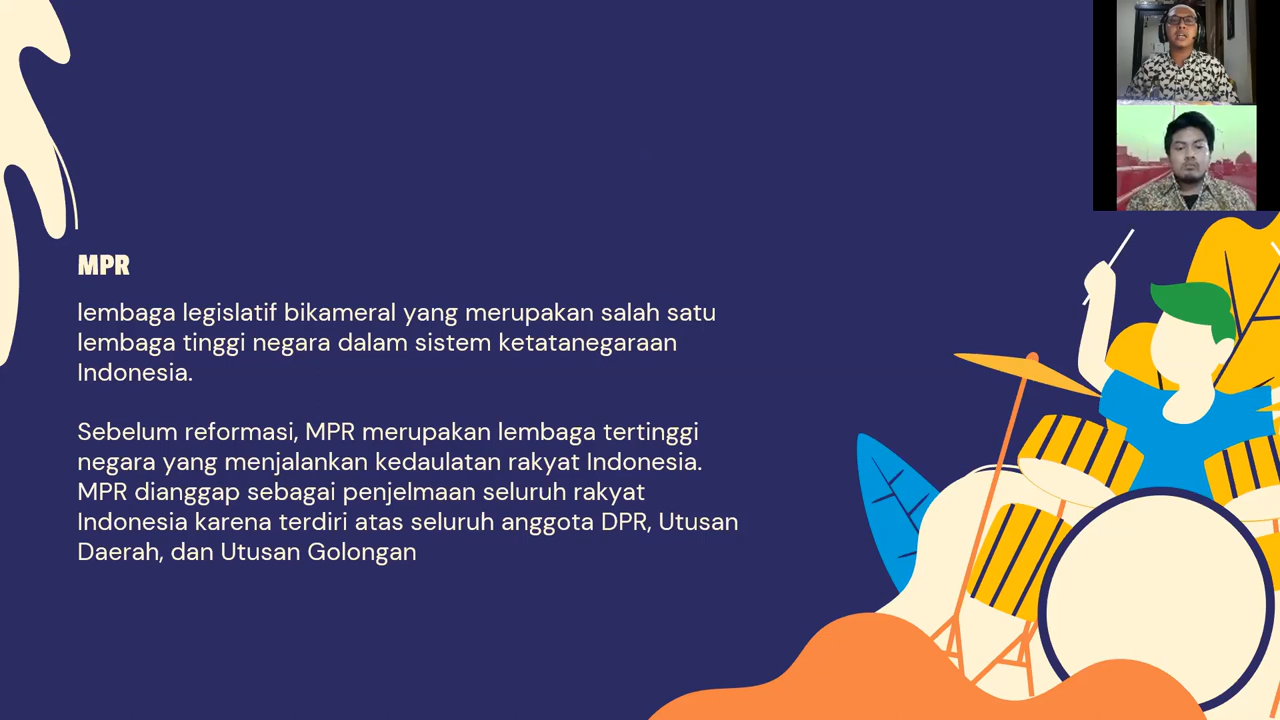 MPR
lembaga legislatif bikameral yang merupakan salah satu
lembaga tinggi negara dalam sistem ketatanegaraan
Indonesia.
Sebelum reformasi, MPR merupakan lembaga tertinggi
negara yang menjalankan kedaulatan rakyat Indonesia.
MPR dianggap sebagai penjelmaan seluruh rakyat
Indonesia karena terdiri atas seluruh anggota DPR, Utusan
Daerah, dan Utusan Golongan